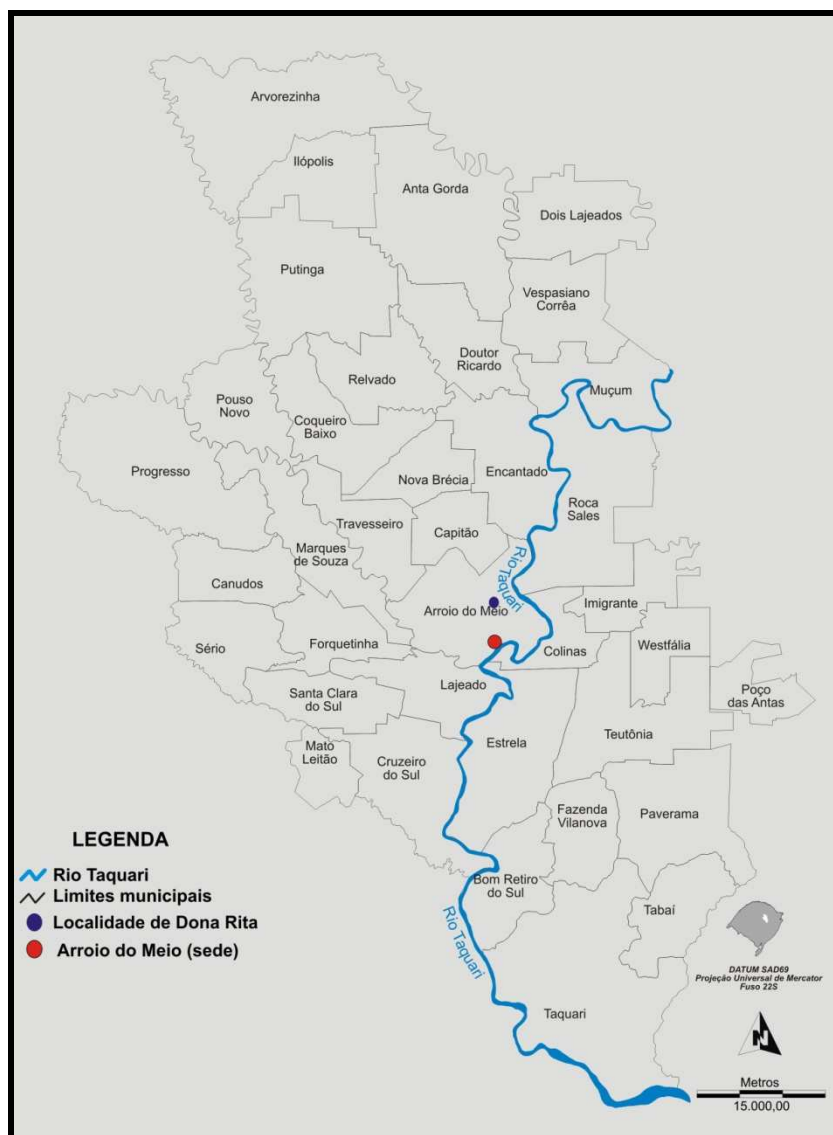 Arvorezinha
Ilópolis
Anta Gorda
Dois Lajeados
Putinga
Vespasiano
Corrêa
Doutor
Ricardo
Relvado
Muçum
Pouso
Novo
Coqueiro
Baixo
Progresso
Nova Brécia
Encantado
Roca
Sales
Travesseiro
Capitão
Marques
de Souza
Rio Taquari
Canudos
Arroio do Meio
Imigrante
Sério
Forquetinha
Colinas
Westfália
Lajeado
Santa Clara
do Sul
Poço
das Antas
Estrela
Teutônia
Mato
Leitão
Cruzeiro
do Sul
Fazenda
Vilanova
Paverama
Bom Retiro
do Sul
Tabaí
Rio Taquari
Taquari
LEGENDA
Rio Taquari
Limites municipais
Localidade de Dona Rita
Arroio do Meio (sede)
DATUM SAD69
Projeção Universal de Mercator
Fuso 22S
N
Metros
15.000,00